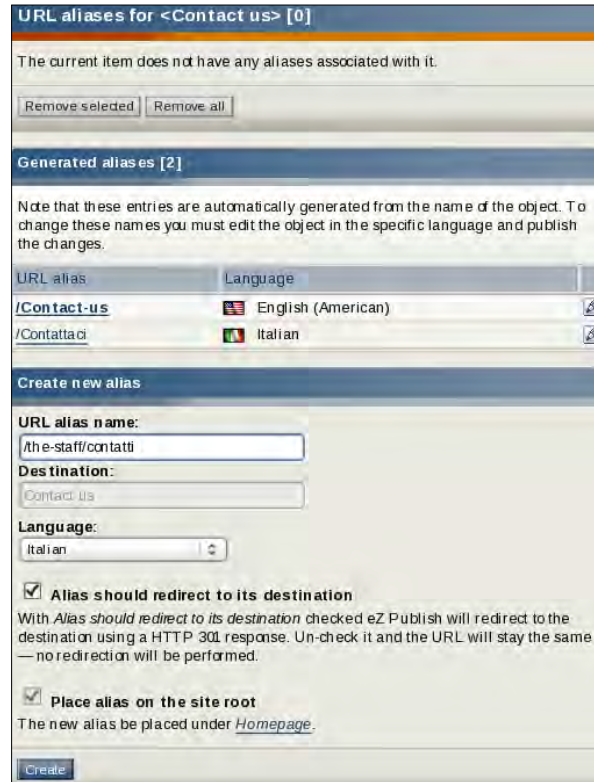 URL aliases for <Contact us> [0]
The current item does not have any aliases associated with it.
Remove selected Remove all
Generated aliases [2]
Note that these entries are automatically generated from the name of the object. To
change these names you must edit the object in the specific language and publish
the changes.
URL alias Language
/Contact-us English (American)
/Contattaci Italian
Create new alias
URL alias name:
/the-staff/contatti
Destination:
Contact us
Language:
Italian
Alias should redirect to its destination
With Alias should redirect to its destination checked eZ Publish will redirect to the
destination using a HTTP 301 response. Un-check it and the URL will stay the same
— no redirection will be performed.
Place alias on the site root
The new alias be placed under Homepage.
Create